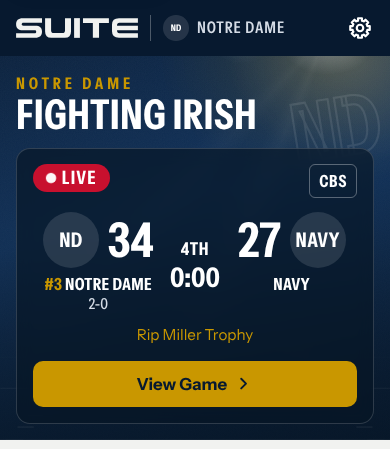 SUITE
ND NOTRE DAME
NOTRE DAME
FIGHTING IRISH
ND
LIVE
CBS
ND 34 4TH 27 NAVY
0:00
#3 NOTRE DAME NAVY
2-0
Rip Miller Trophy
View Game